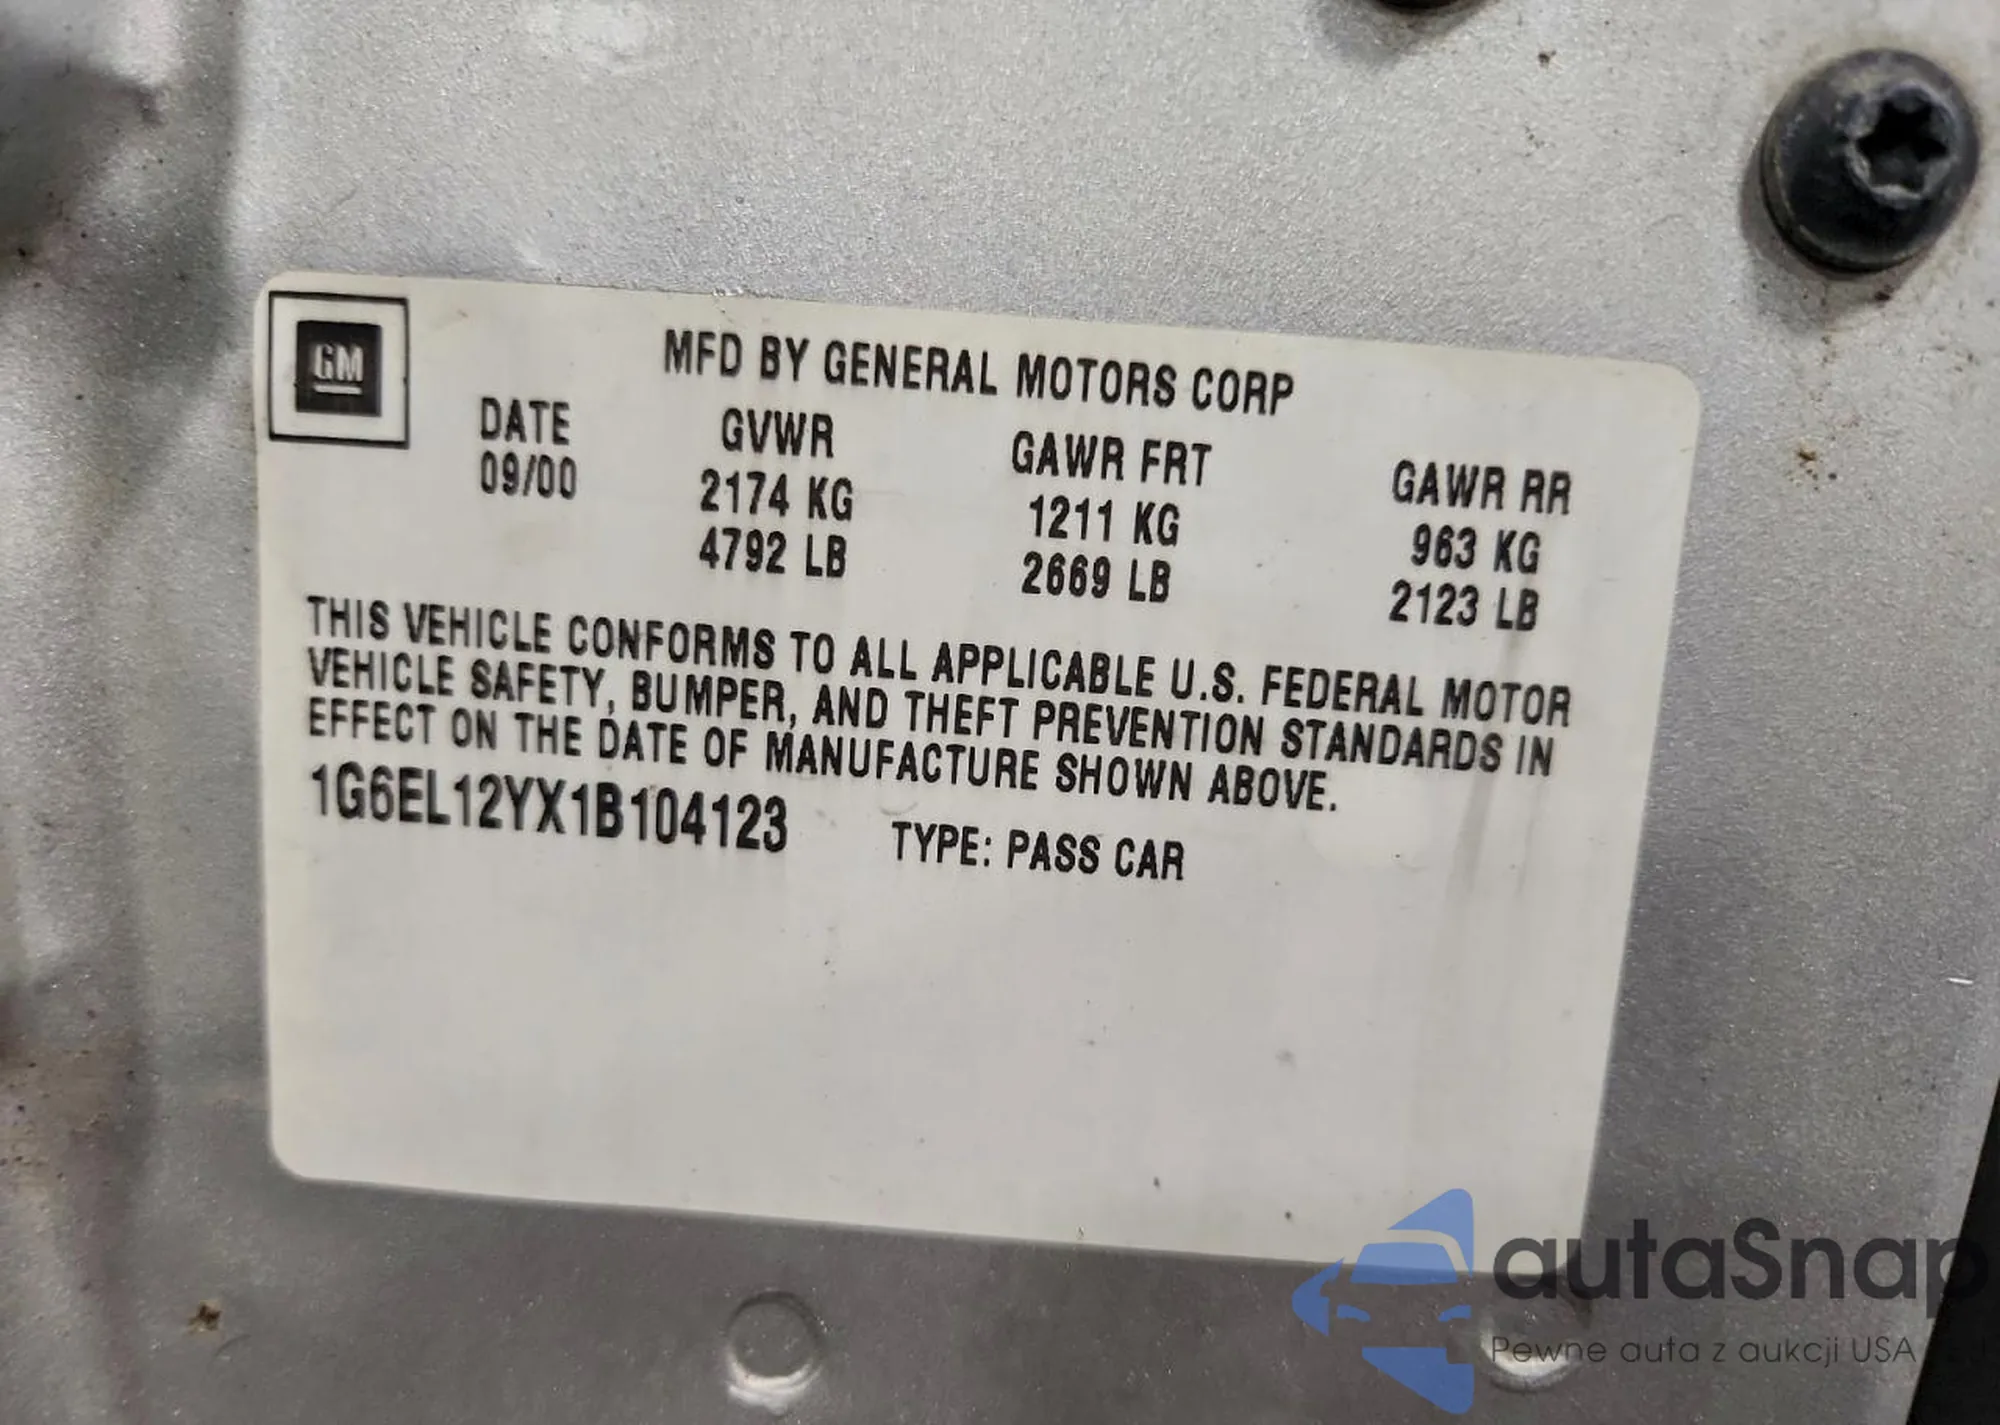 GM
MFD BY GENERAL MOTORS CORP
DATE GVWR GAWR FRT GAWR RR
09/00 2174 KG 1211 KG 963 KG
4792 LB 2669 LB 2123 LB
THIS VEHICLE CONFORMS TO ALL APPLICABLE U.S. FEDERAL MOTOR
VEHICLE SAFETY, BUMPER, AND THEFT PREVENTION STANDARDS IN
EFFECT ON THE DATE OF MANUFACTURE SHOWN ABOVE.
1G6EL12YX1B104123 TYPE: PASS CAR
autaSnap
Pewne auta z aukcji USA